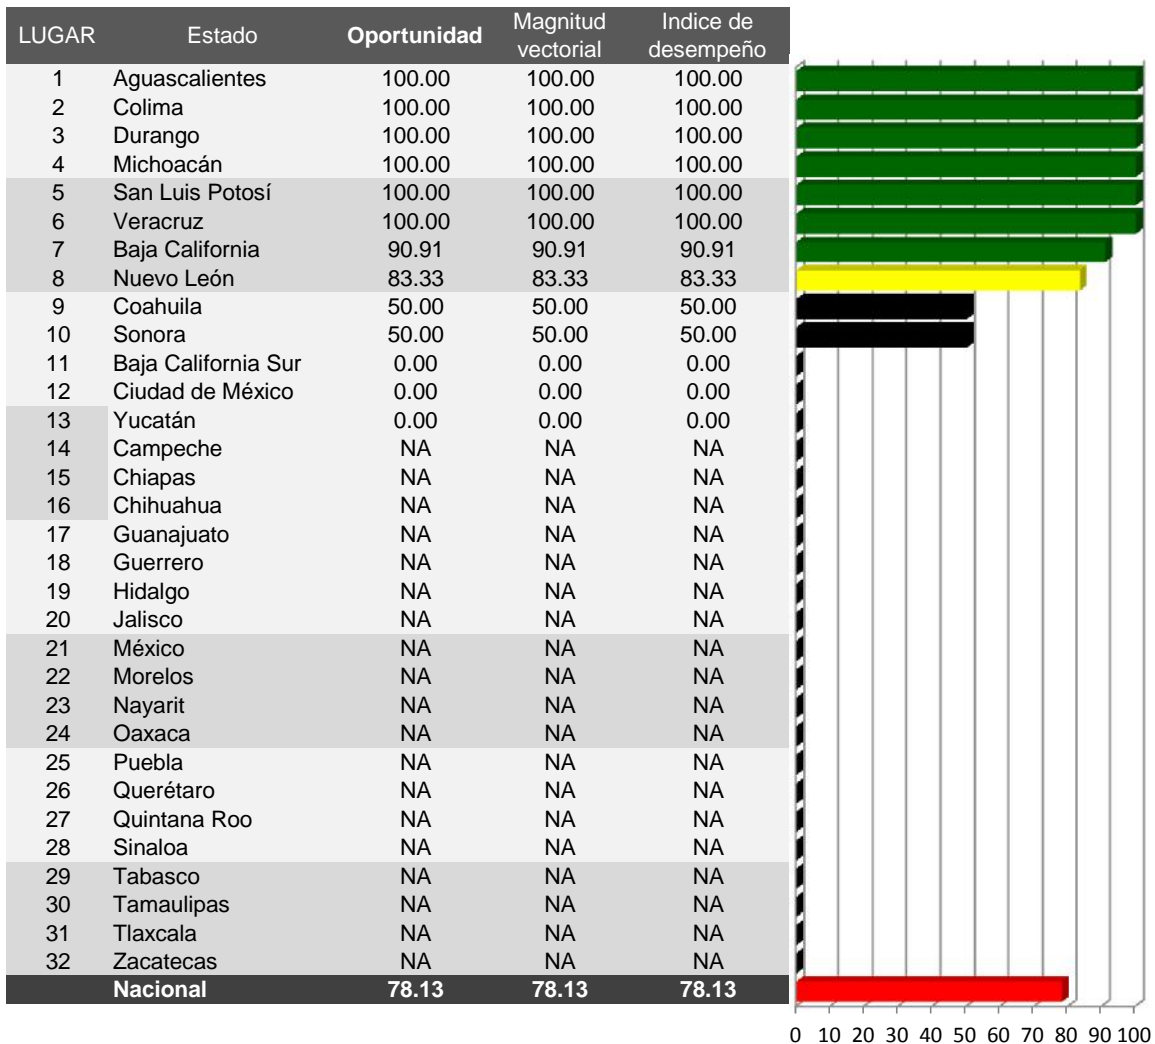 LUGAR Estado Oportunidad Magnitud vectorial Indice de desempeño
1 Aguascalientes 100.00 100.00 100.00
2 Colima 100.00 100.00 100.00
3 Durango 100.00 100.00 100.00
4 Michoacán 100.00 100.00 100.00
5 San Luis Potosí 100.00 100.00 100.00
6 Veracruz 100.00 100.00 100.00
7 Baja California 90.91 90.91 90.91
8 Nuevo León 83.33 83.33 83.33
9 Coahuila 50.00 50.00 50.00
10 Sonora 50.00 50.00 50.00
11 Baja California Sur 0.00 0.00 0.00
12 Ciudad de México 0.00 0.00 0.00
13 Yucatán 0.00 0.00 0.00
14 Campeche NA NA NA
15 Chiapas NA NA NA
16 Chihuahua NA NA NA
17 Guanajuato NA NA NA
18 Guerrero NA NA NA
19 Hidalgo NA NA NA
20 Jalisco NA NA NA
21 México NA NA NA
22 Morelos NA NA NA
23 Nayarit NA NA NA
24 Oaxaca NA NA NA
25 Puebla NA NA NA
26 Querétaro NA NA NA
27 Quintana Roo NA NA NA
28 Sinaloa NA NA NA
29 Tabasco NA NA NA
30 Tamaulipas NA NA NA
31 Tlaxcala NA NA NA
32 Zacatecas NA NA NA
Nacional 78.13 78.13 78.13
0 10 20 30 40 50 60 70 80 90 100